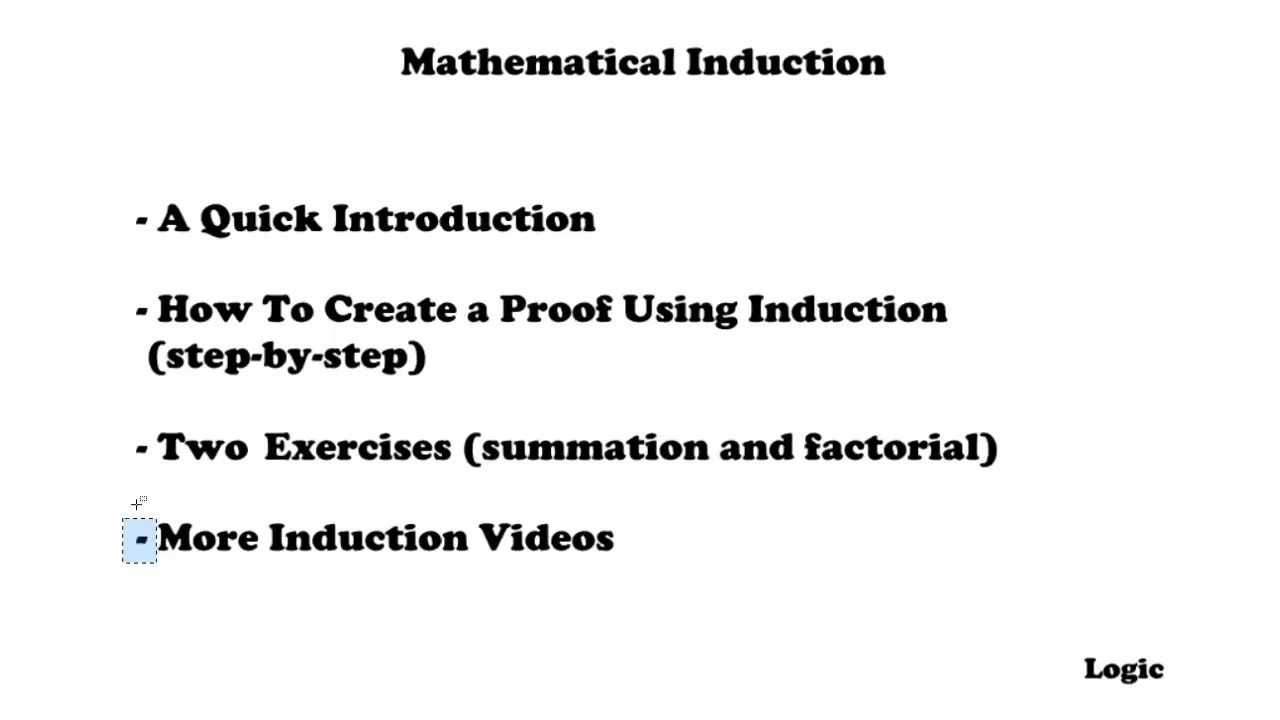 Mathematical Induction
- A Quick Introduction
- How To Create a Proof Using Induction
(step-by-step)
- Two Exercises (summation and factorial)
- More Induction Videos
Logic